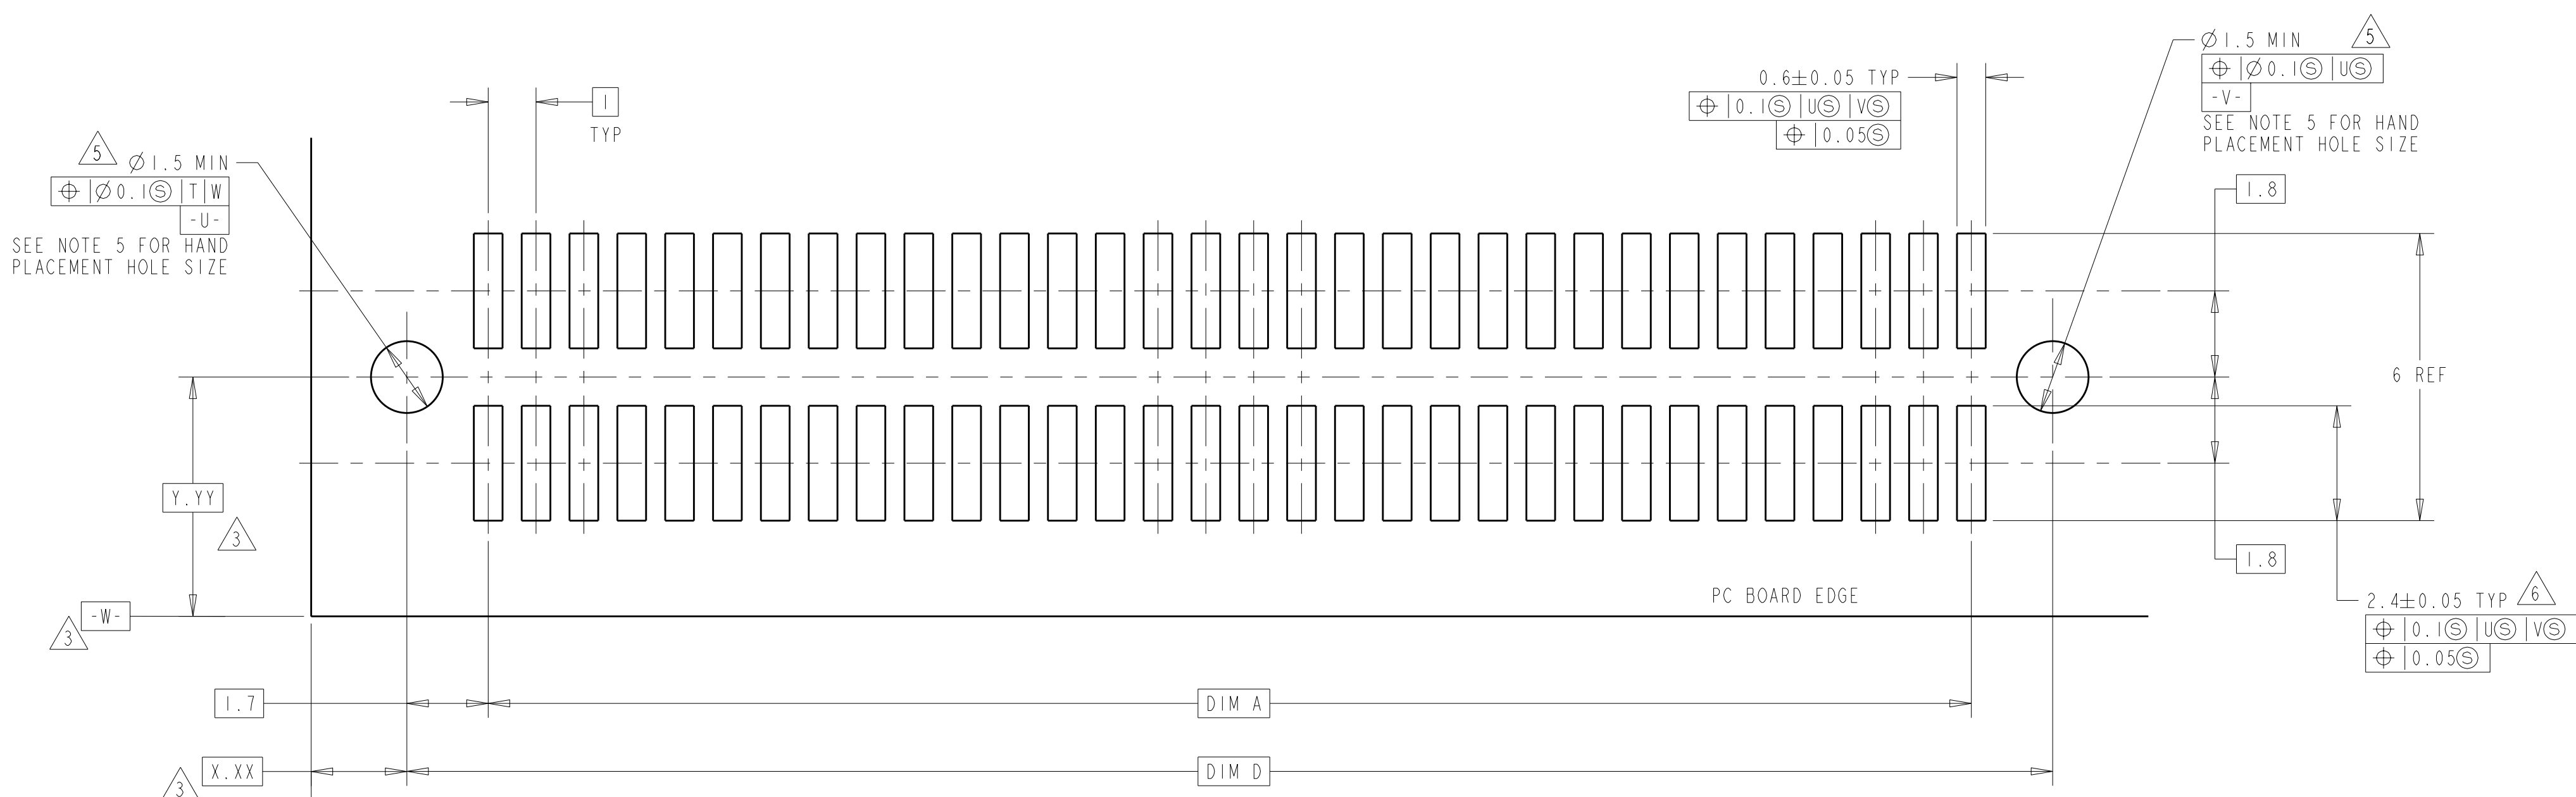 5
Ø1.5 MIN
⌖ Ø0.1Ⓢ T W
-U-
SEE NOTE 5 FOR HAND
PLACEMENT HOLE SIZE
1
TYP
0.6±0.05 TYP
⌖ 0.1Ⓢ UⓈ VⓈ
⌖ 0.05Ⓢ
Ø1.5 MIN
5
⌖ Ø0.1Ⓢ UⓈ
-V-
SEE NOTE 5 FOR HAND
PLACEMENT HOLE SIZE
1.8
6 REF
1.8
2.4±0.05 TYP
6
⌖ 0.1Ⓢ UⓈ VⓈ
⌖ 0.05Ⓢ
Y.YY
3
-W-
3
PC BOARD EDGE
1.7
DIM A
X.XX
3
DIM D